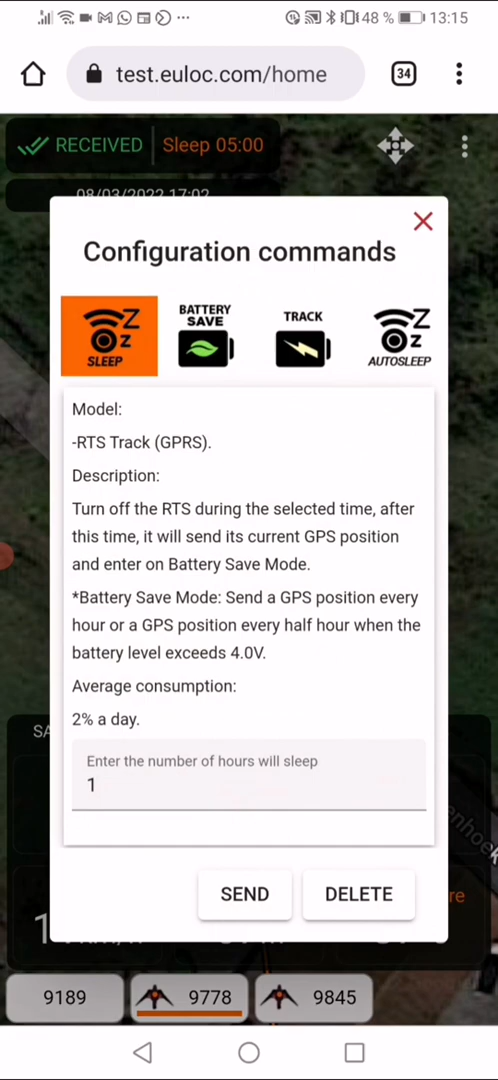 48 % 13:15
test.euloc.com/home
34
RECEIVED Sleep 05:00
08/03/2022 17:02
Configuration commands
Z
Z
SLEEP
BATTERY
SAVE
TRACK
Z
Z
AUTOSLEEP
Model:
-RTS Track (GPRS).
Description:
Turn off the RTS during the selected time, after
this time, it will send its current GPS position
and enter on Battery Save Mode.
*Battery Save Mode: Send a GPS position every
hour or a GPS position every half hour when the
battery level exceeds 4.0V.
Average consumption:
2% a day.
Enter the number of hours will sleep
1
SEND DELETE
9189 9778 9845